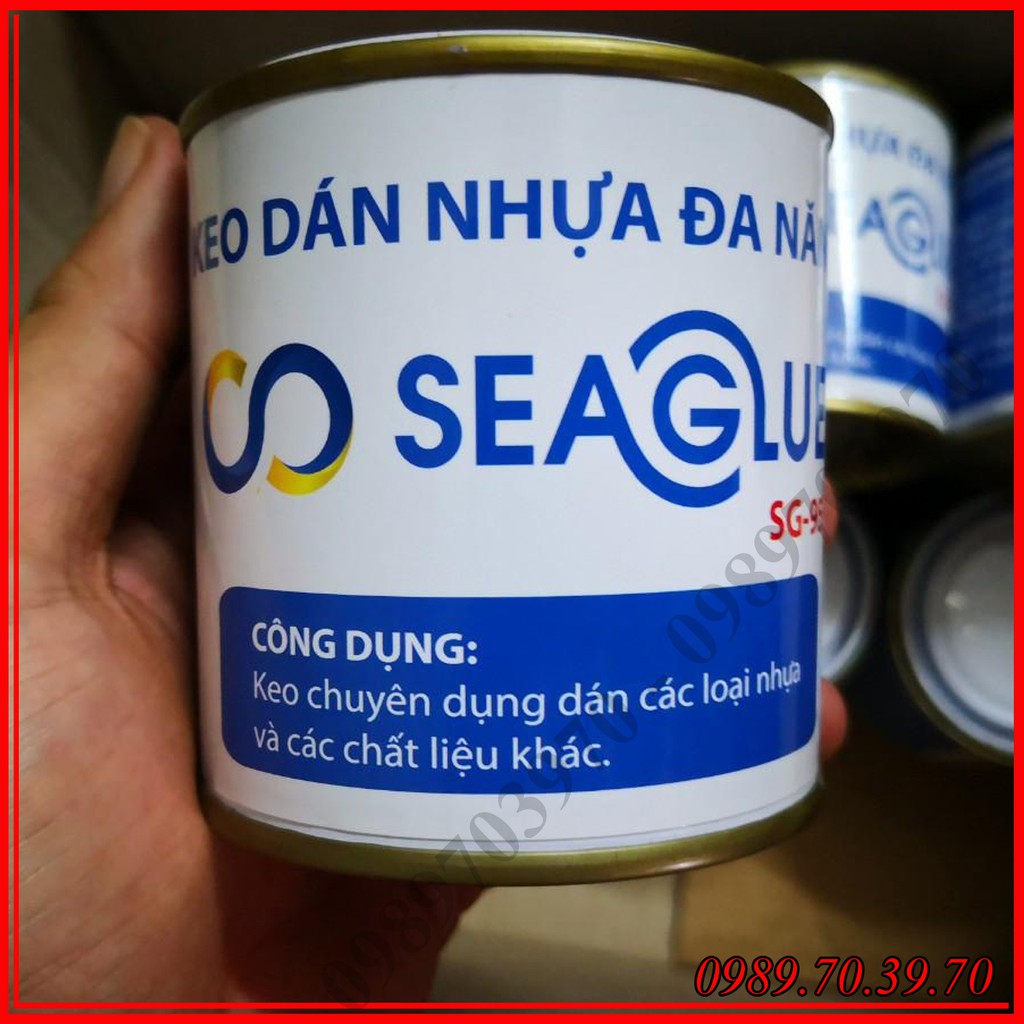 KEO DÁN NHỰA ĐA
SEAGLUE
CÔNG DỤNG:
Keo chuyên dụng dán các loại nhựa
và các chất liệu khác.
0989.70.39.70